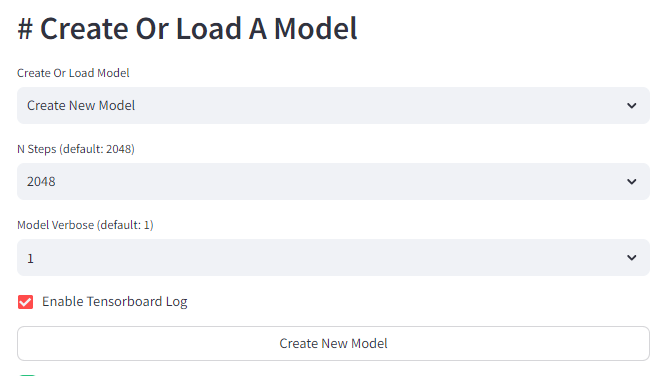 # Create Or Load A Model
Create Or Load Model
Create New Model
N Steps (default: 2048)
2048
Model Verbose (default: 1)
1
Enable Tensorboard Log
Create New Model